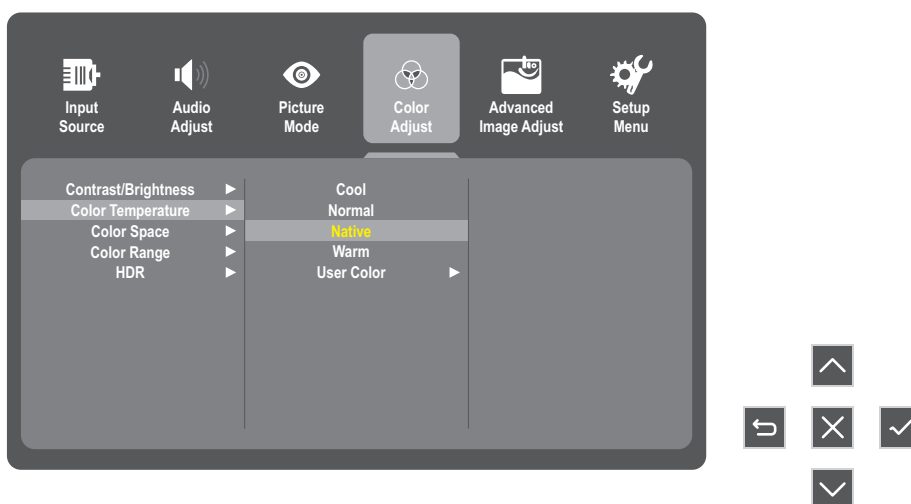 Input
Source
Audio
Adjust
Picture
Mode
Color
Adjust
Advanced
Image Adjust
Setup
Menu
Contrast/Brightness
Color Temperature
Color Space
Color Range
HDR
Cool
Normal
Native
Warm
User Color